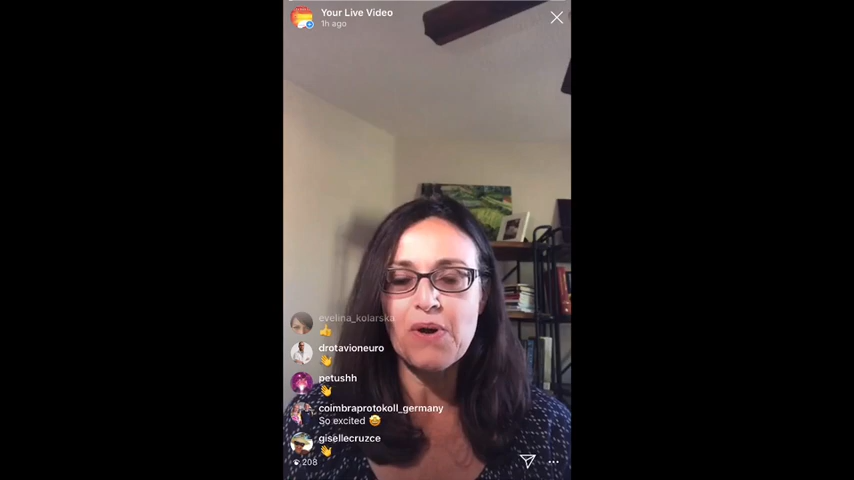 Your Live Video
1h ago
evelina_kolarska
drotavioneuro
petushh
coimbraprotokoll_germany
So excited 🤩
gisellecruzce
208